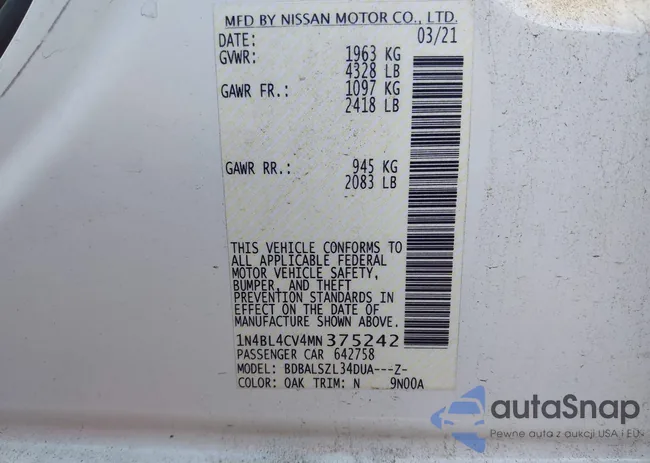 MFD BY NISSAN MOTOR CO., LTD.
DATE: 03/21
GVWR: 1963 KG
4328 LB
GAWR FR.: 1097 KG
2418 LB
GAWR RR.: 945 KG
2083 LB
THIS VEHICLE CONFORMS TO
ALL APPLICABLE FEDERAL
MOTOR VEHICLE SAFETY,
BUMPER, AND THEFT
PREVENTION STANDARDS IN
EFFECT ON THE DATE OF
MANUFACTURE SHOWN ABOVE.
1N4BL4CV4MN375242
PASSENGER CAR 642758
MODEL: BDBALSZL34DUA---Z-
COLOR: QAK TRIM: N 9N00A
autoSnap
Pewne auta z aukcji USA i EU